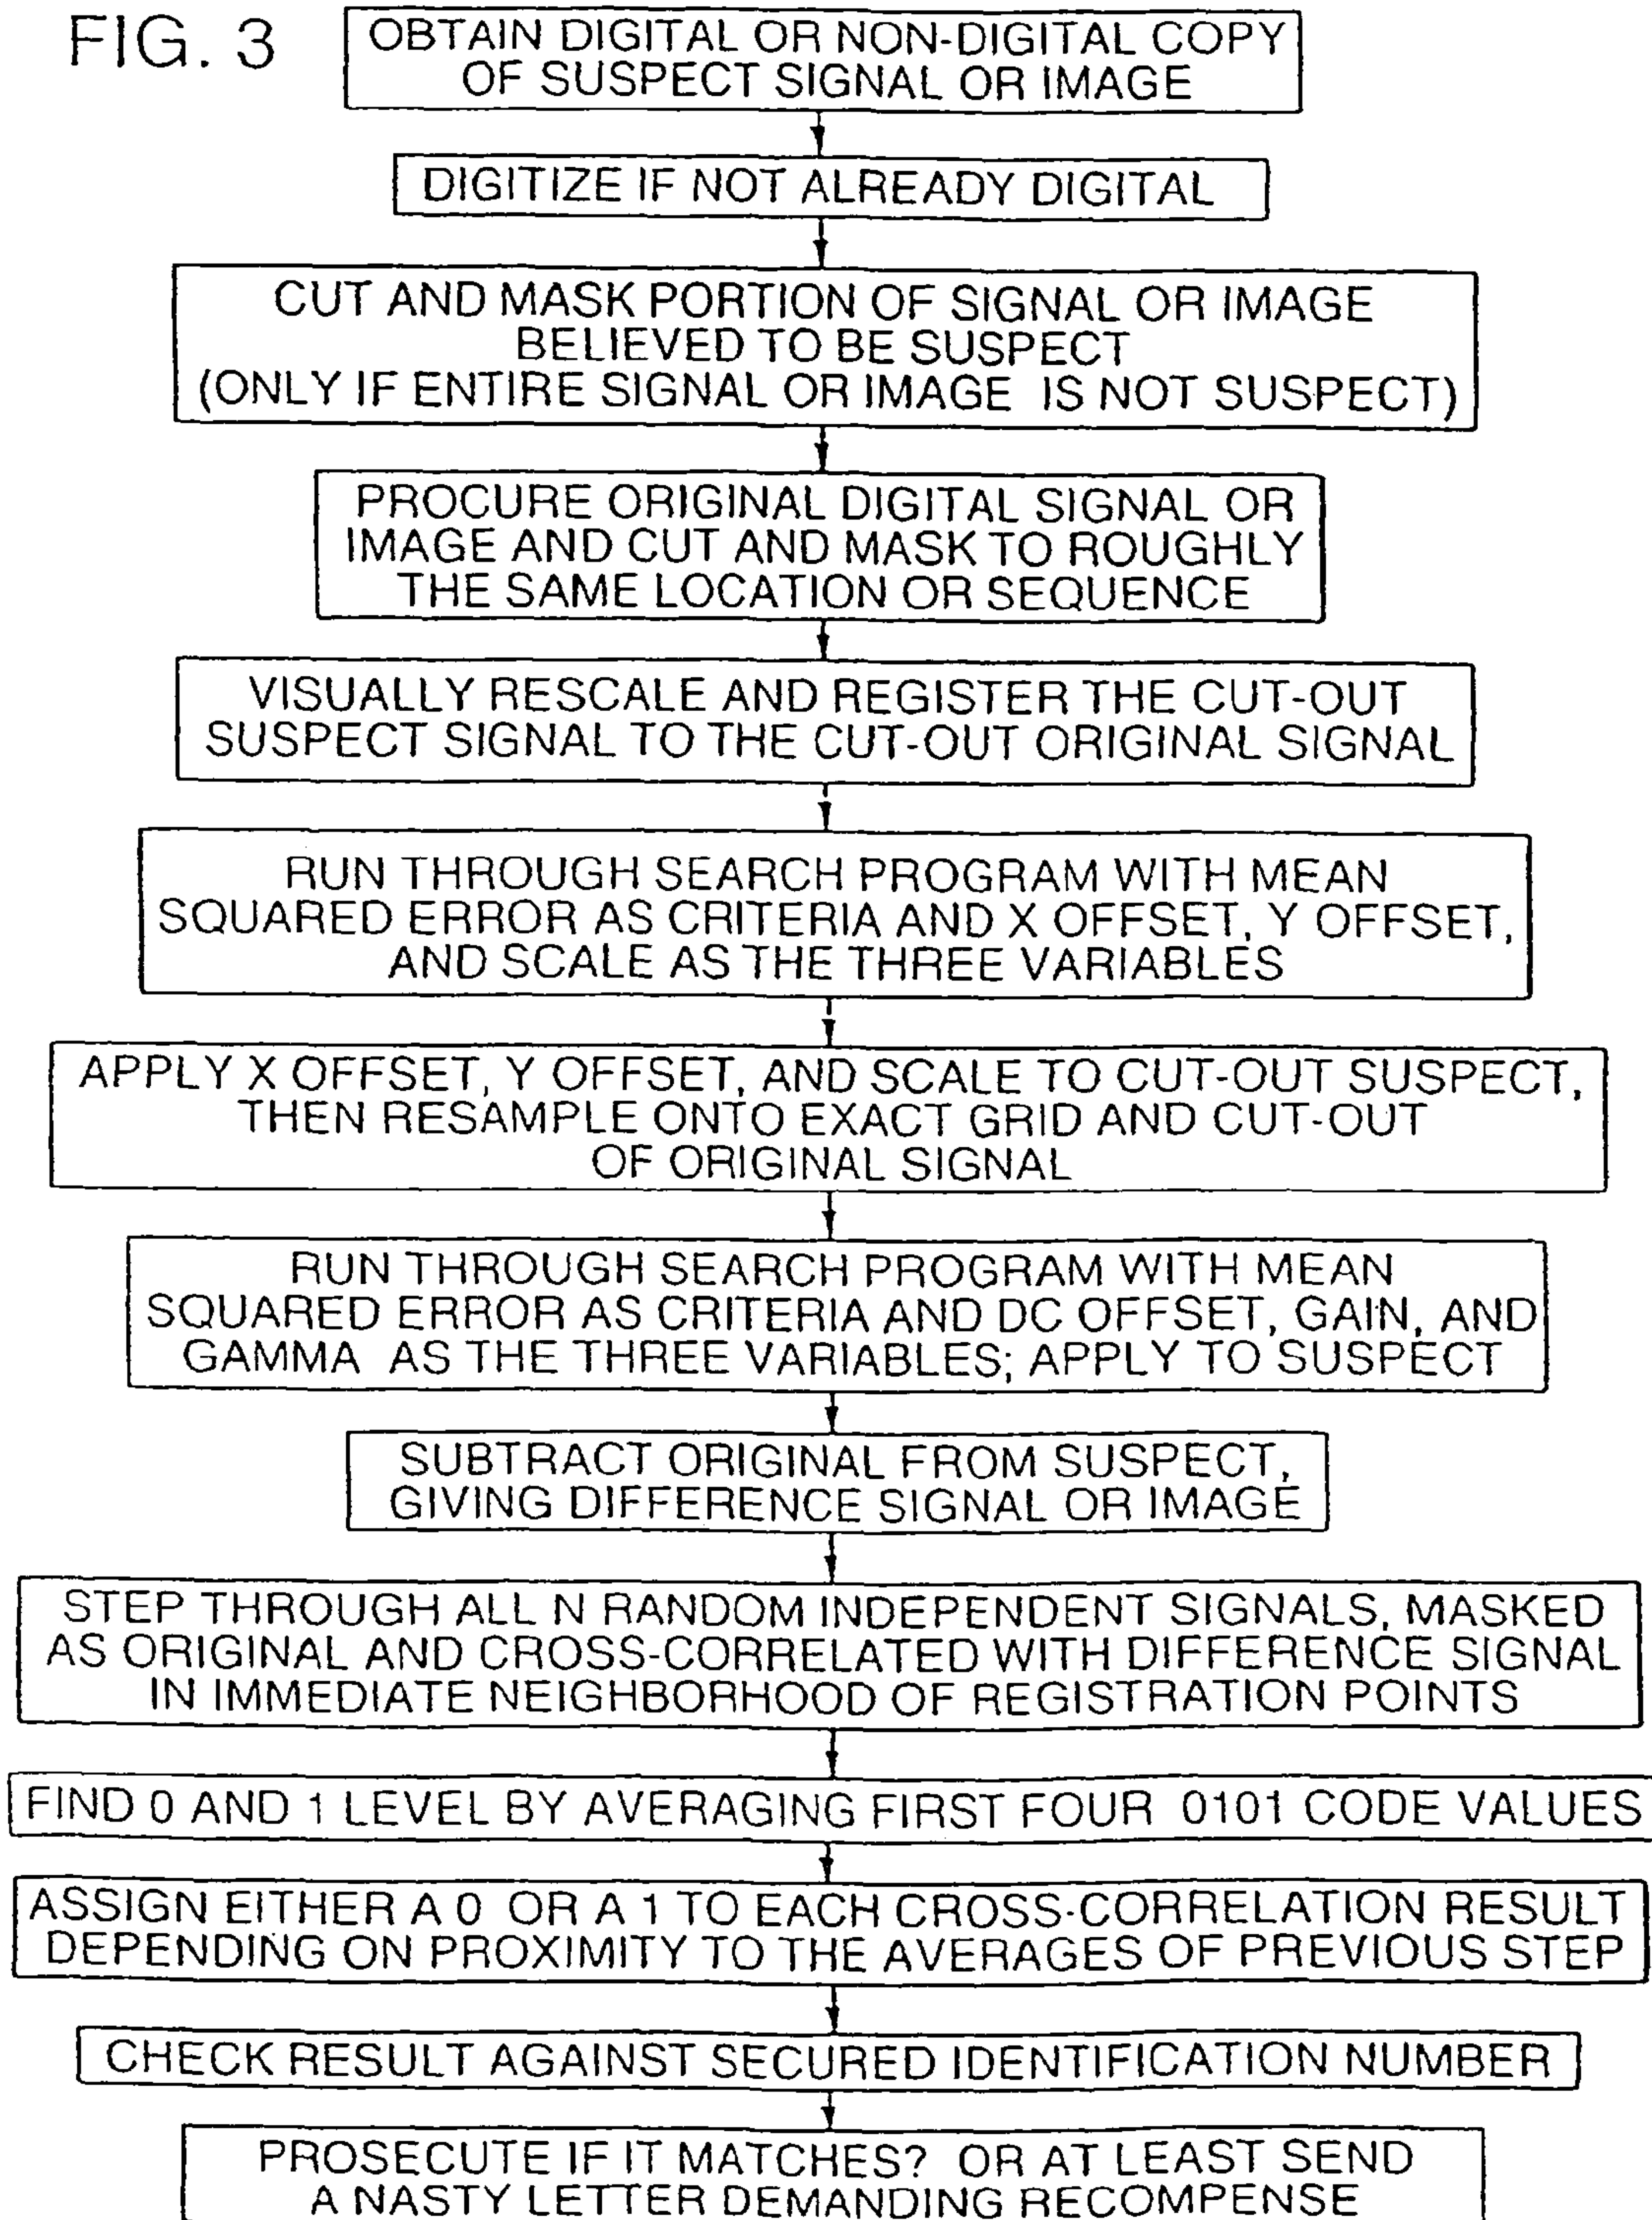 FIG. 3
OBTAIN DIGITAL OR NON-DIGITAL COPY
OF SUSPECT SIGNAL OR IMAGE
DIGITIZE IF NOT ALREADY DIGITAL
CUT AND MASK PORTION OF SIGNAL OR IMAGE
BELIEVED TO BE SUSPECT
(ONLY IF ENTIRE SIGNAL OR IMAGE IS NOT SUSPECT)
PROCURE ORIGINAL DIGITAL SIGNAL OR
IMAGE AND CUT AND MASK TO ROUGHLY
THE SAME LOCATION OR SEQUENCE
VISUALLY RESCALE AND REGISTER THE CUT-OUT
SUSPECT SIGNAL TO THE CUT-OUT ORIGINAL SIGNAL
RUN THROUGH SEARCH PROGRAM WITH MEAN
SQUARED ERROR AS CRITERIA AND X OFFSET, Y OFFSET,
AND SCALE AS THE THREE VARIABLES
APPLY X OFFSET, Y OFFSET, AND SCALE TO CUT-OUT SUSPECT,
THEN RESAMPLE ONTO EXACT GRID AND CUT-OUT
OF ORIGINAL SIGNAL
RUN THROUGH SEARCH PROGRAM WITH MEAN
SQUARED ERROR AS CRITERIA AND DC OFFSET, GAIN, AND
GAMMA AS THE THREE VARIABLES; APPLY TO SUSPECT
SUBTRACT ORIGINAL FROM SUSPECT,
GIVING DIFFERENCE SIGNAL OR IMAGE
STEP THROUGH ALL N RANDOM INDEPENDENT SIGNALS, MASKED
AS ORIGINAL AND CROSS-CORRELATED WITH DIFFERENCE SIGNAL
IN IMMEDIATE NEIGHBORHOOD OF REGISTRATION POINTS
FIND 0 AND 1 LEVEL BY AVERAGING FIRST FOUR 0101 CODE VALUES
ASSIGN EITHER A 0 OR A 1 TO EACH CROSS-CORRELATION RESULT
DEPENDING ON PROXIMITY TO THE AVERAGES OF PREVIOUS STEP
CHECK RESULT AGAINST SECURED IDENTIFICATION NUMBER
PROSECUTE IF IT MATCHES? OR AT LEAST SEND
A NASTY LETTER DEMANDING RECOMPENSE